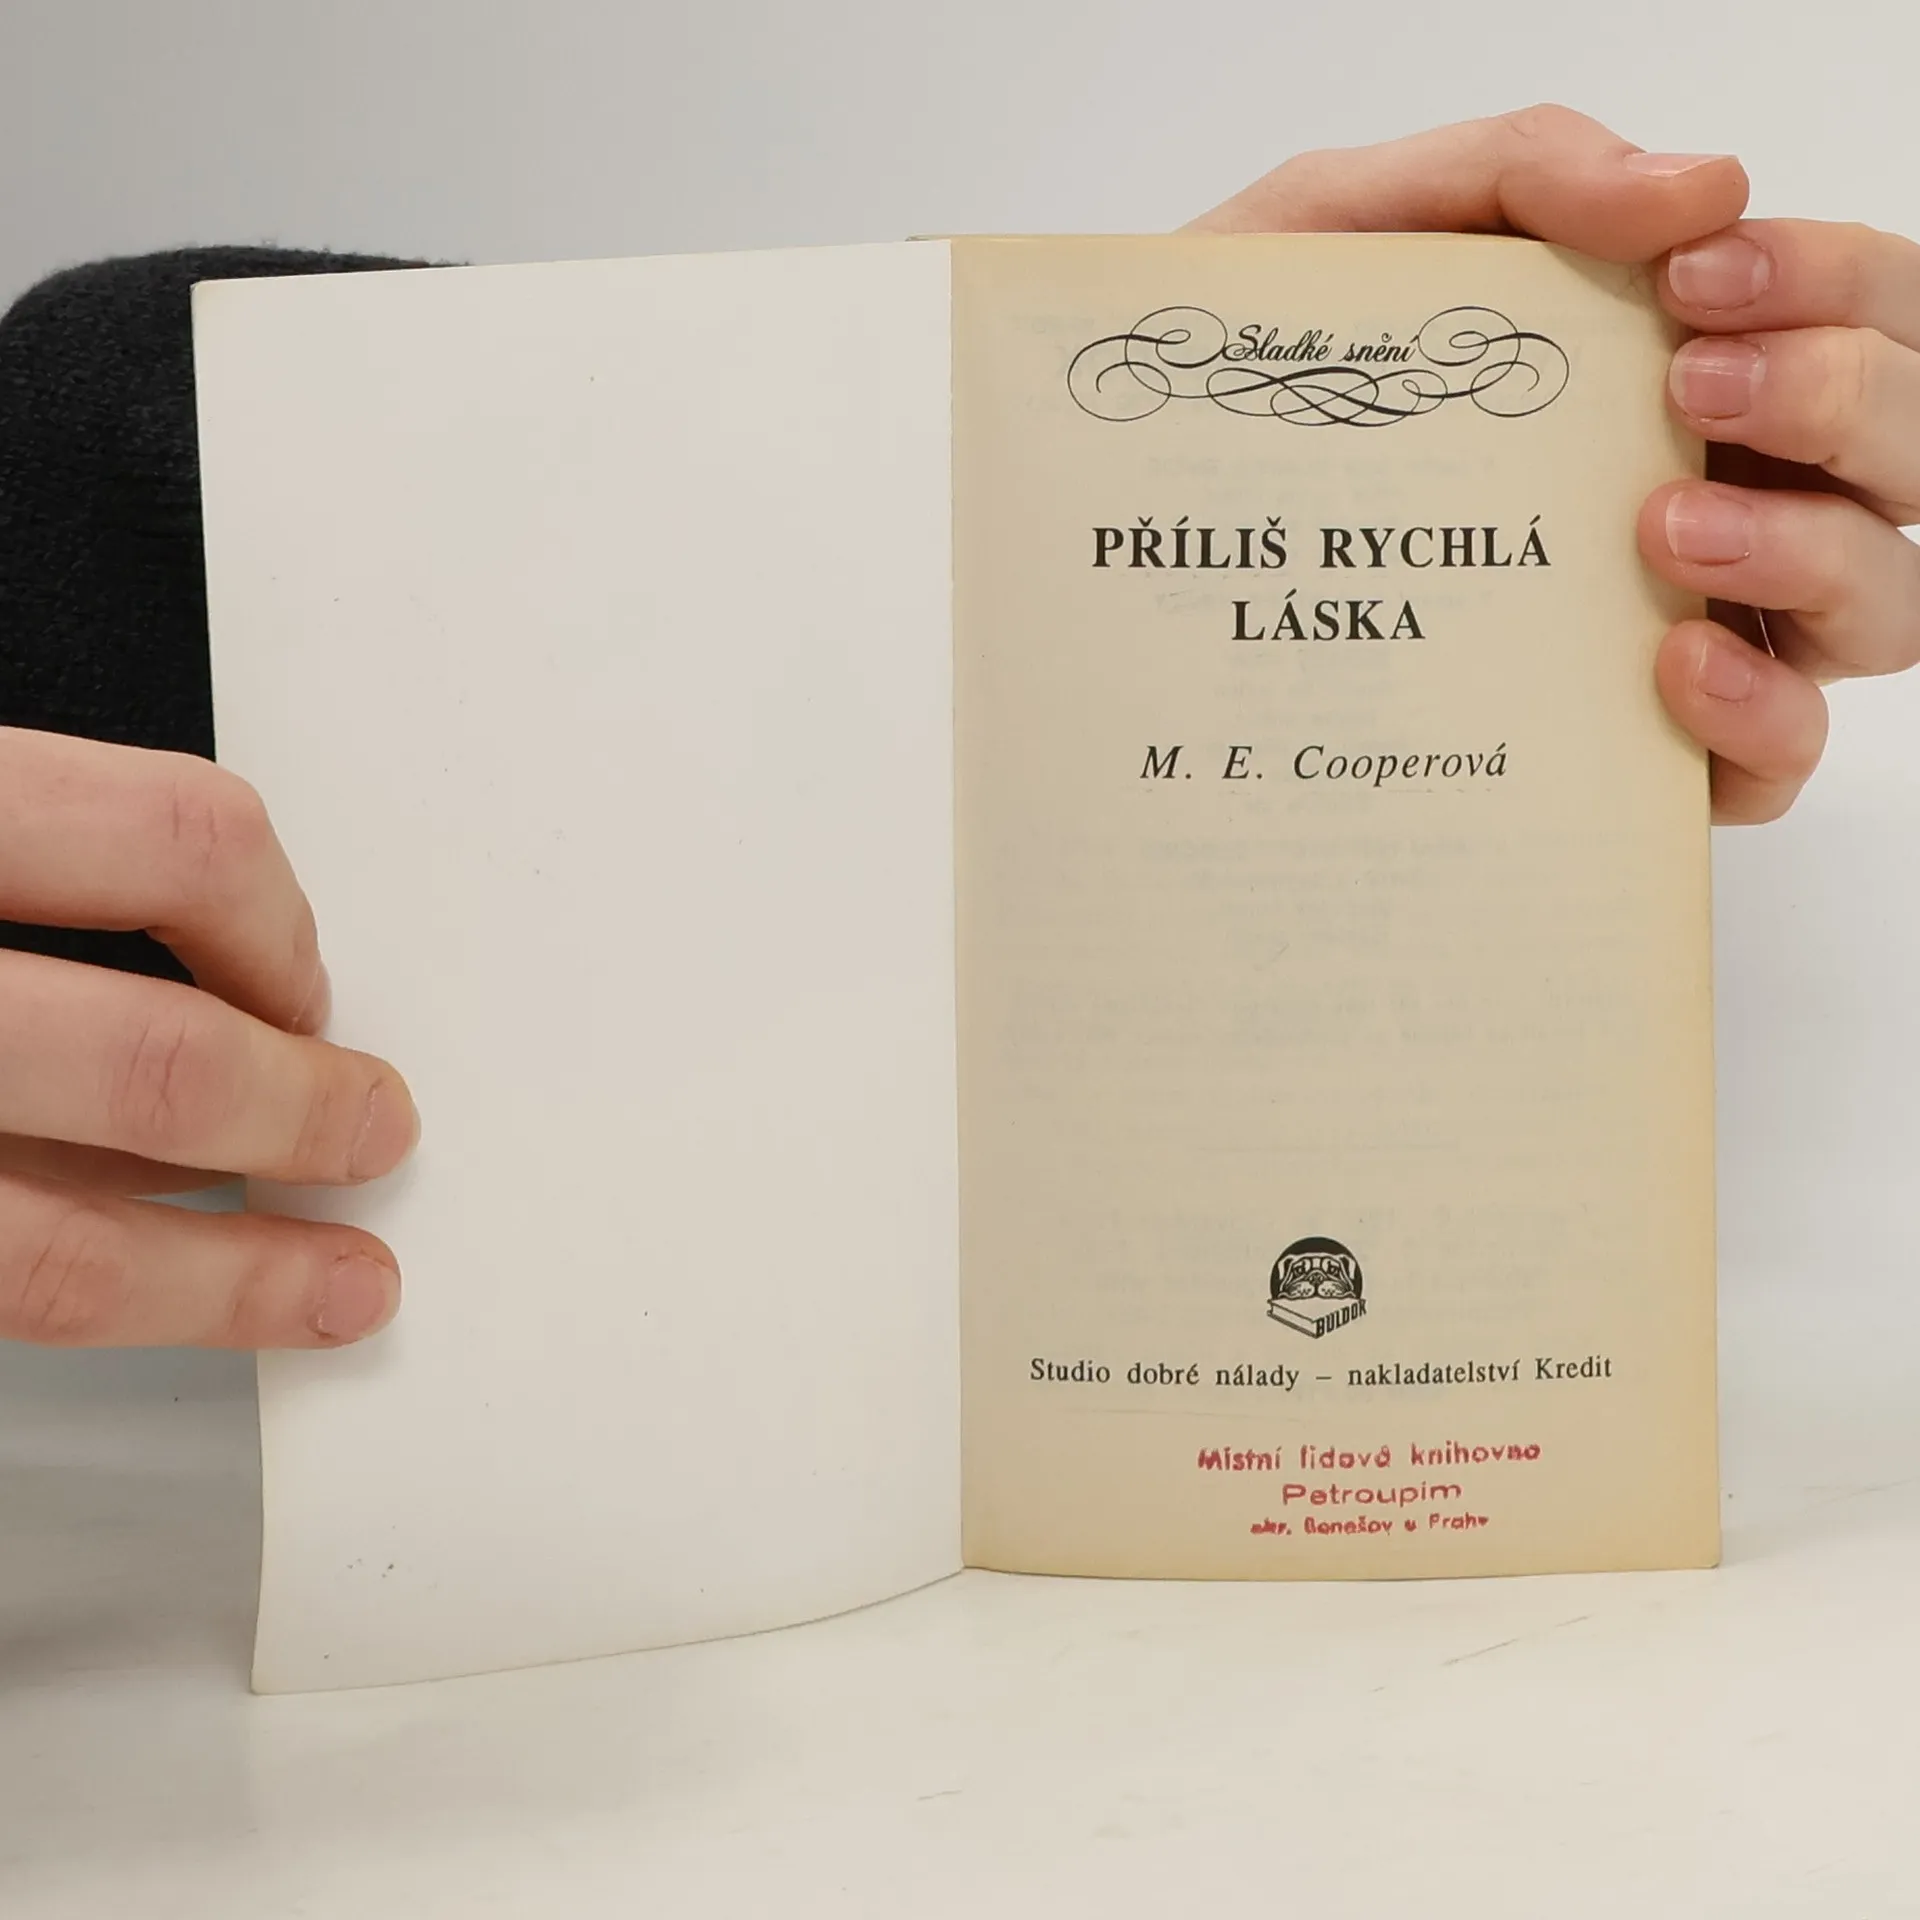 Sladké snění
PŘÍLIŠ RYCHLÁ
LÁSKA
M. E. Cooperová
BULDOK
Studio dobré nálady – nakladatelství Kredit
Místní lidová knihovna
Petroupim
okr. Benešov u Prahy